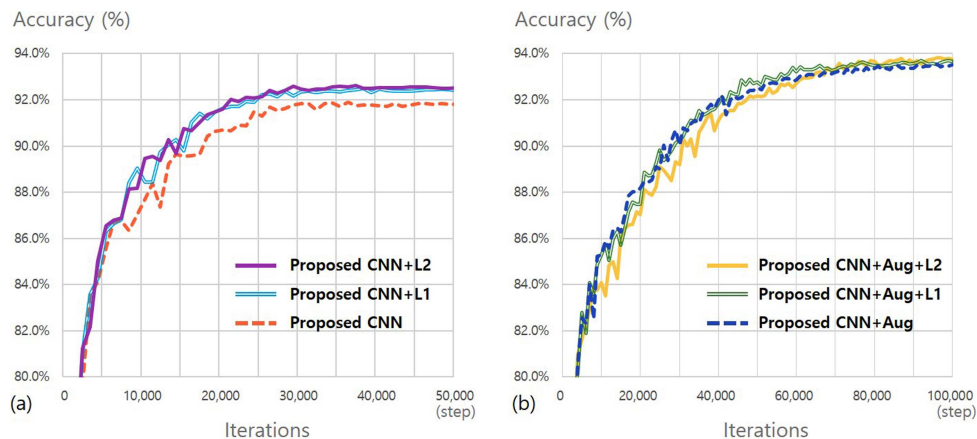 Accuracy (%)
94.0%
92.0%
90.0%
88.0%
86.0%
84.0%
82.0%
80.0%
Proposed CNN+L2
Proposed CNN+L1
Proposed CNN
0 10,000 20,000 30,000 40,000 50,000
(step)
(a)
Iterations
Accuracy (%)
94.0%
92.0%
90.0%
88.0%
86.0%
84.0%
82.0%
80.0%
Proposed CNN+Aug+L2
Proposed CNN+Aug+L1
Proposed CNN+Aug
0 20,000 40,000 60,000 80,000 100,000
(step)
(b)
Iterations